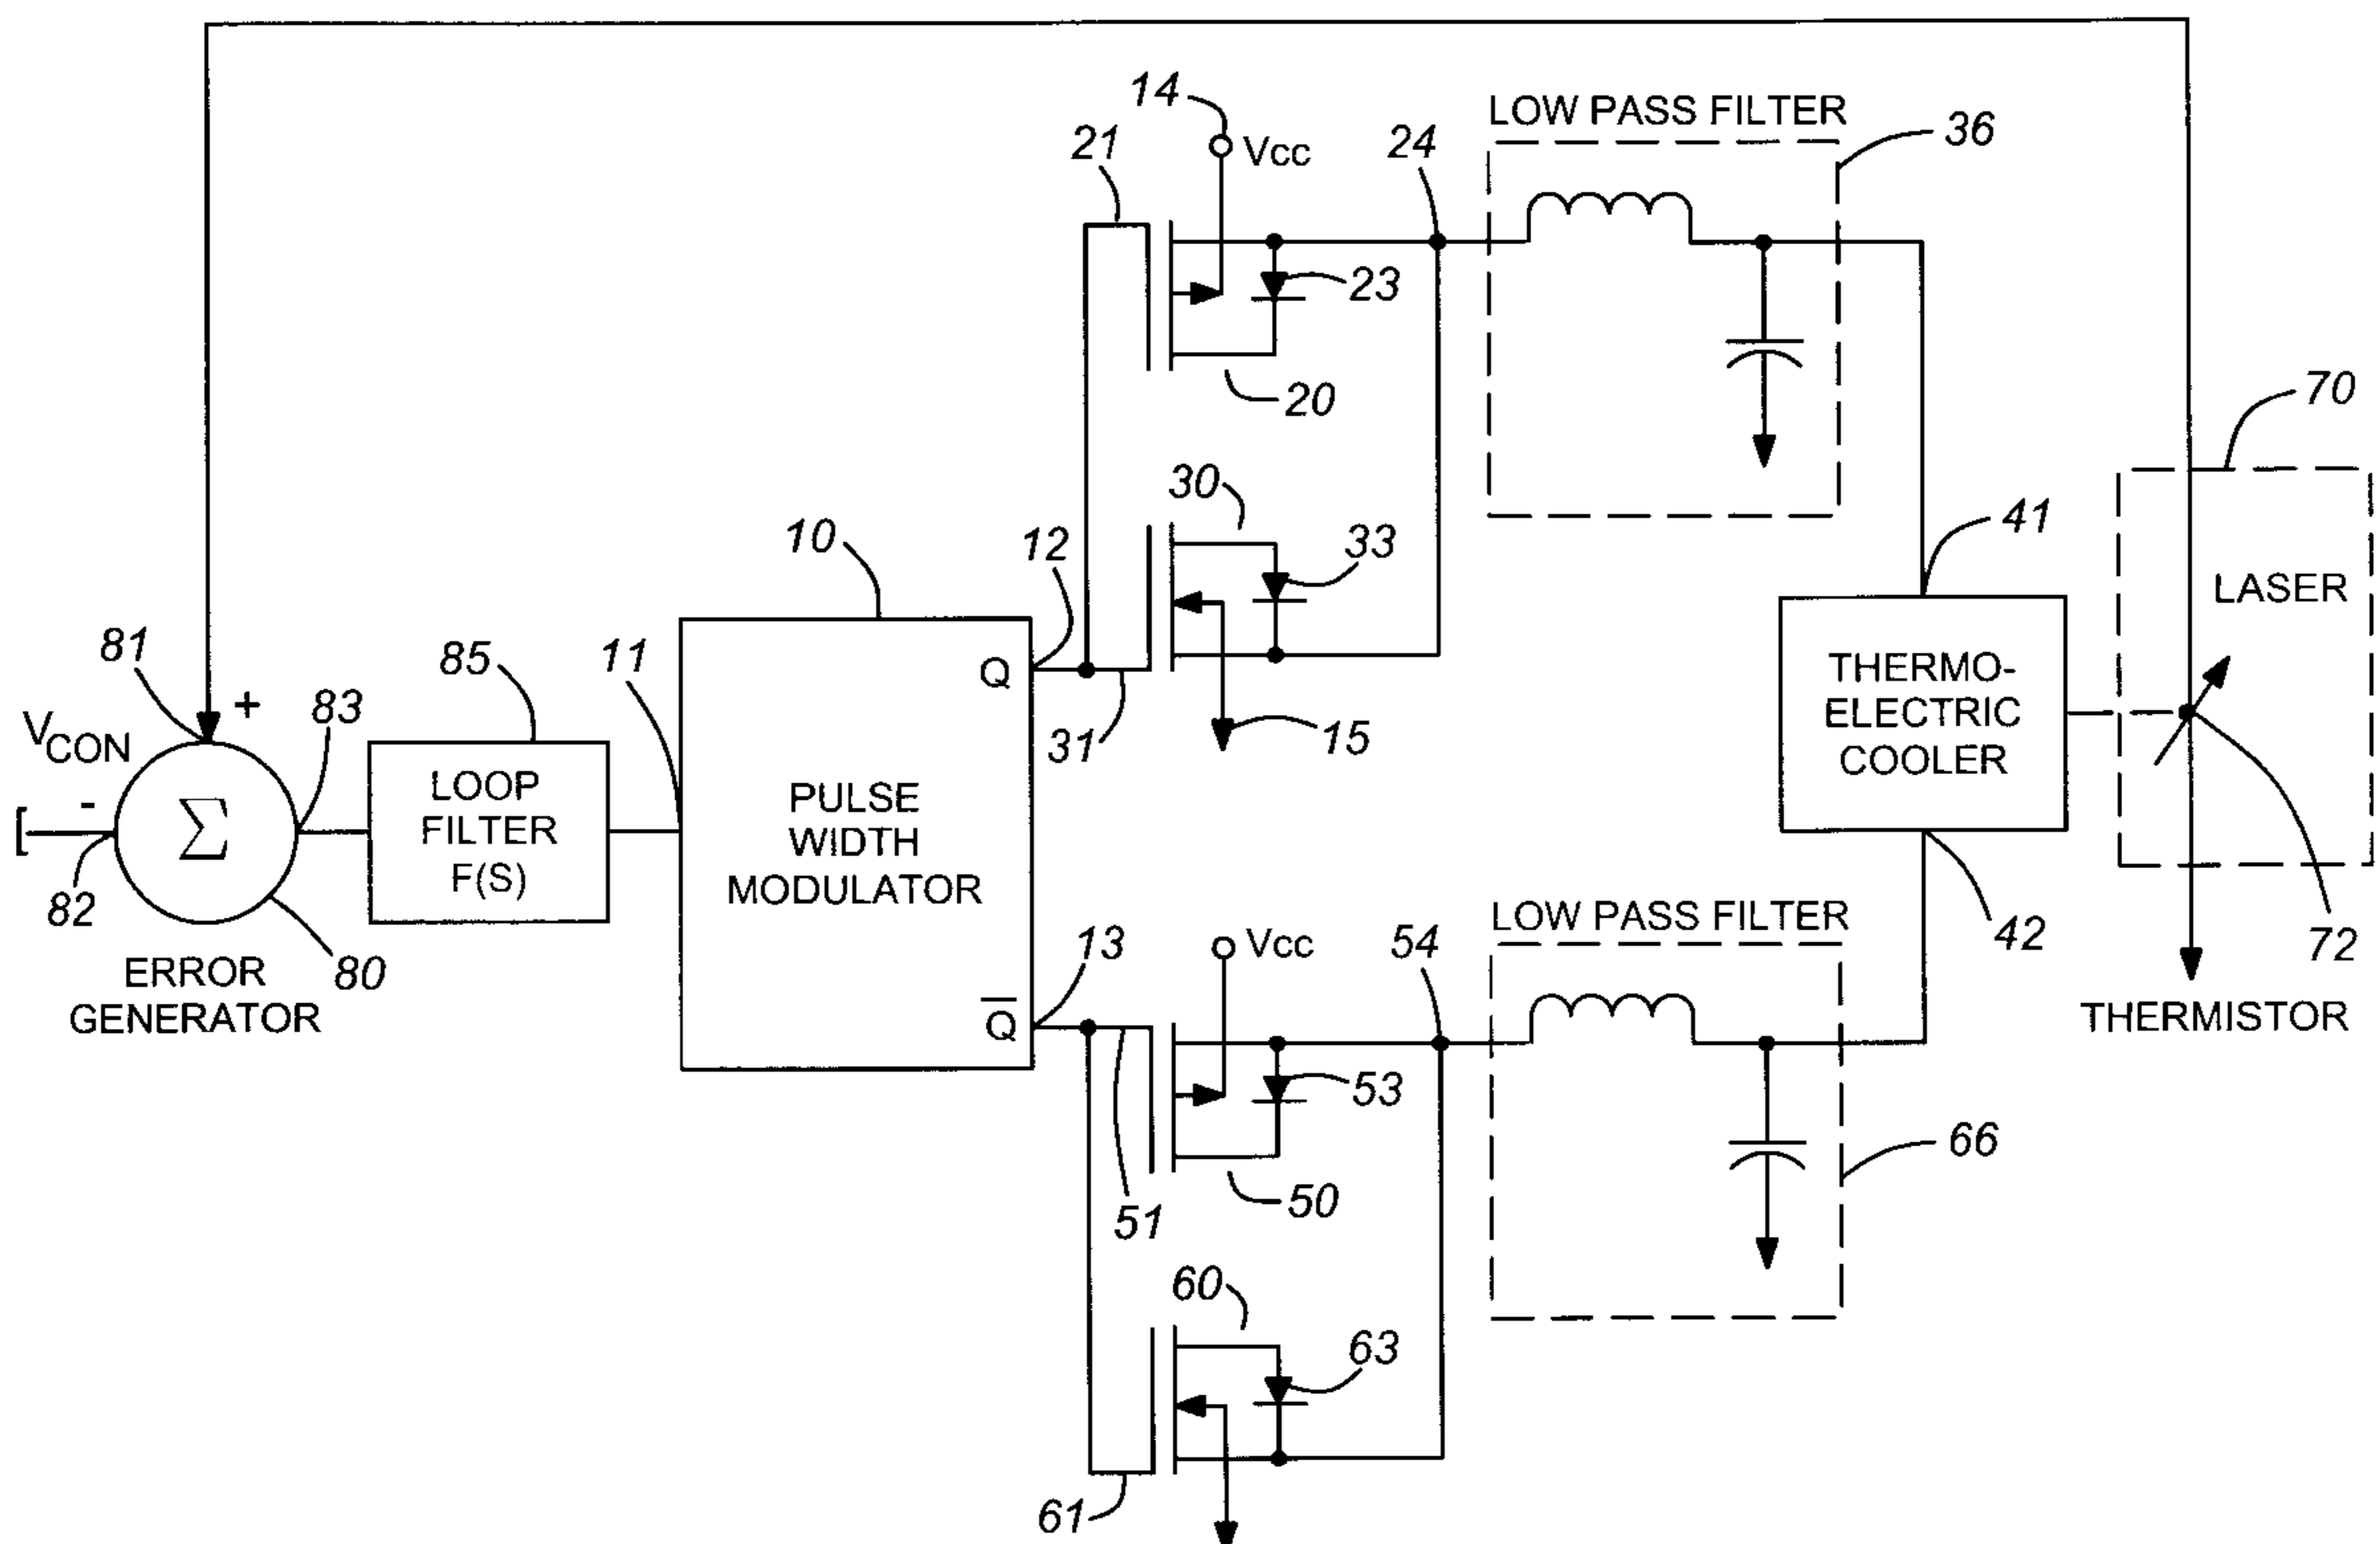 14
Vcc
21
24
LOW PASS FILTER
36
23
20
70
30
33
41
10
12
LASER
81
85
11
Q
THERMO-
ELECTRIC
COOLER
+
83
31
15
VCON
-
Σ
LOOP
FILTER
F(S)
PULSE
WIDTH
MODULATOR
82
80
ERROR
GENERATOR
13
Q̅
Vcc
54
LOW PASS FILTER
42
72
THERMISTOR
53
66
51
50
60
63
61